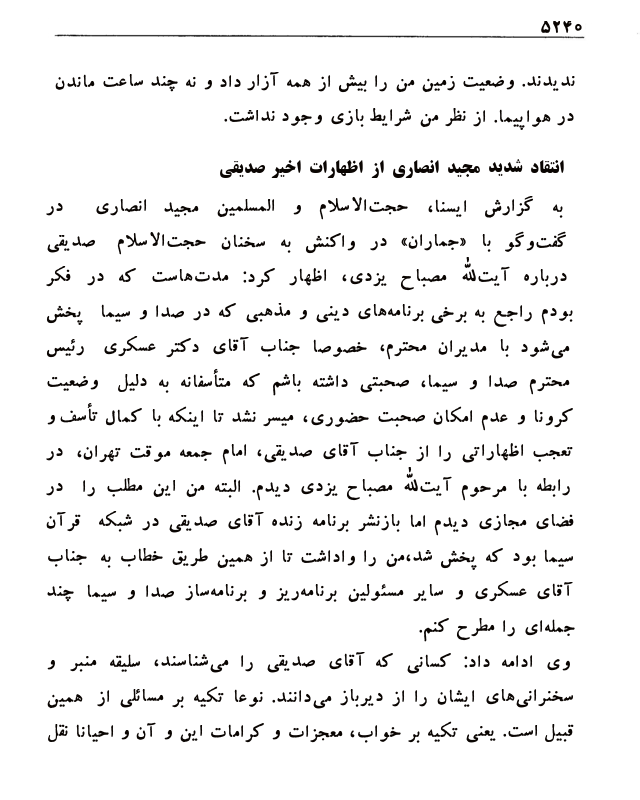 ۵۲۴۰
ندیدند. وضعیت زمین من را بیش از همه آزار داد و نه چند ساعت ماندن
در هواپیما. از نظر من شرایط بازی وجود نداشت.
انتقاد شدید مجید انصاری از اظهارات اخیر صدیقی
به گزارش ایسنا، حجت‌الاسلام و المسلمین مجید انصاری در
گفت‌وگو با «جماران» در واکنش به سخنان حجت‌الاسلام صدیقی
درباره آیت‌الله مصباح یزدی، اظهار کرد: مدت‌هاست که در فکر
بودم راجع به برخی برنامه‌های دینی و مذهبی که در صدا و سیما پخش
می‌شود با مدیران محترم، خصوصا جناب آقای دکتر عسکری رئیس
محترم صدا و سیما، صحبتی داشته باشم که متأسفانه به دلیل وضعیت
کرونا و عدم امکان صحبت حضوری، میسر نشد تا اینکه با کمال تأسف و
تعجب اظهاراتی را از جناب آقای صدیقی، امام جمعه موقت تهران، در
رابطه با مرحوم آیت‌الله مصباح یزدی دیدم. البته من این مطلب را در
فضای مجازی دیدم اما بازنشر برنامه زنده آقای صدیقی در شبکه قرآن
سیما بود که پخش شد،من را واداشت تا از همین طریق خطاب به جناب
آقای عسکری و سایر مسئولین برنامه‌ریز و برنامه‌ساز صدا و سیما چند
جمله‌ای را مطرح کنم.
وی ادامه داد: کسانی که آقای صدیقی را می‌شناسند، سلیقه منبر و
سخنرانی‌های ایشان را از دیرباز می‌دانند. نوعا تکیه بر مسائلی از همین
قبیل است. یعنی تکیه بر خواب، معجزات و کرامات این و آن و احیانا نقل